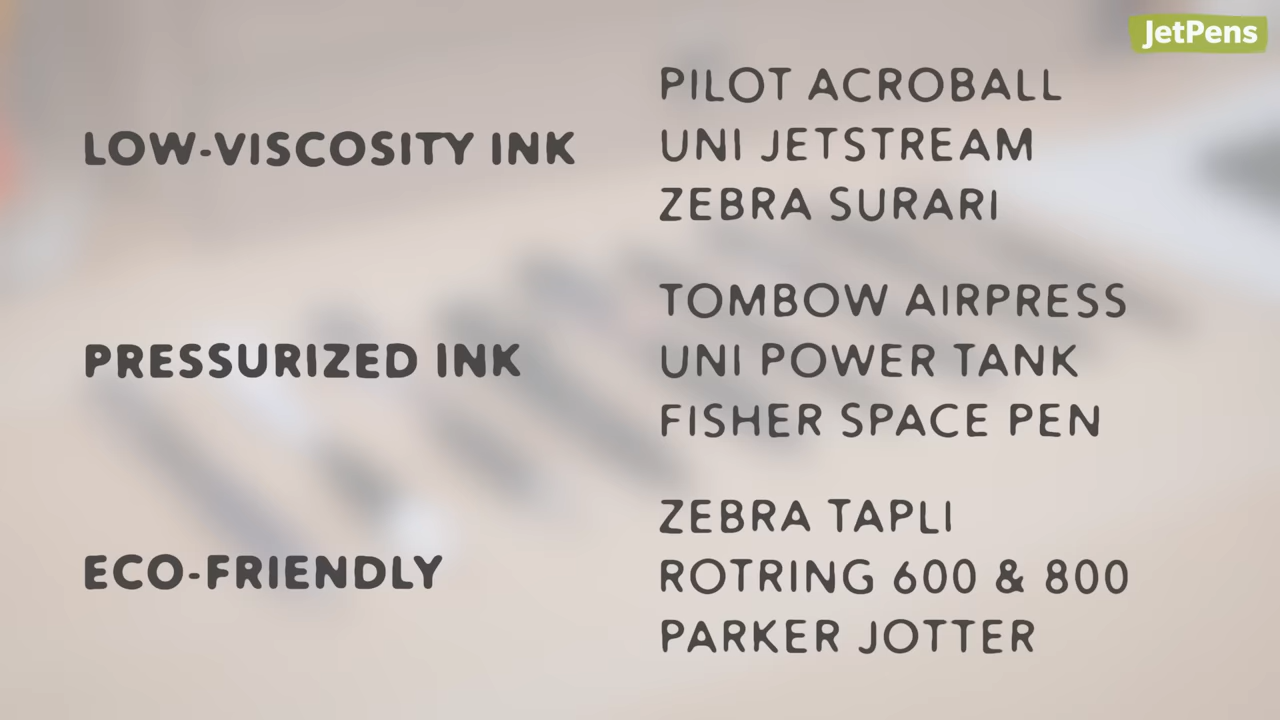 JetPens
LOW-VISCOSITY INK
PILOT ACROBALL
UNI JETSTREAM
ZEBRA SURARI
PRESSURIZED INK
TOMBOW AIRPRESS
UNI POWER TANK
FISHER SPACE PEN
ECO-FRIENDLY
ZEBRA TAPLI
ROTRING 600 & 800
PARKER JOTTER